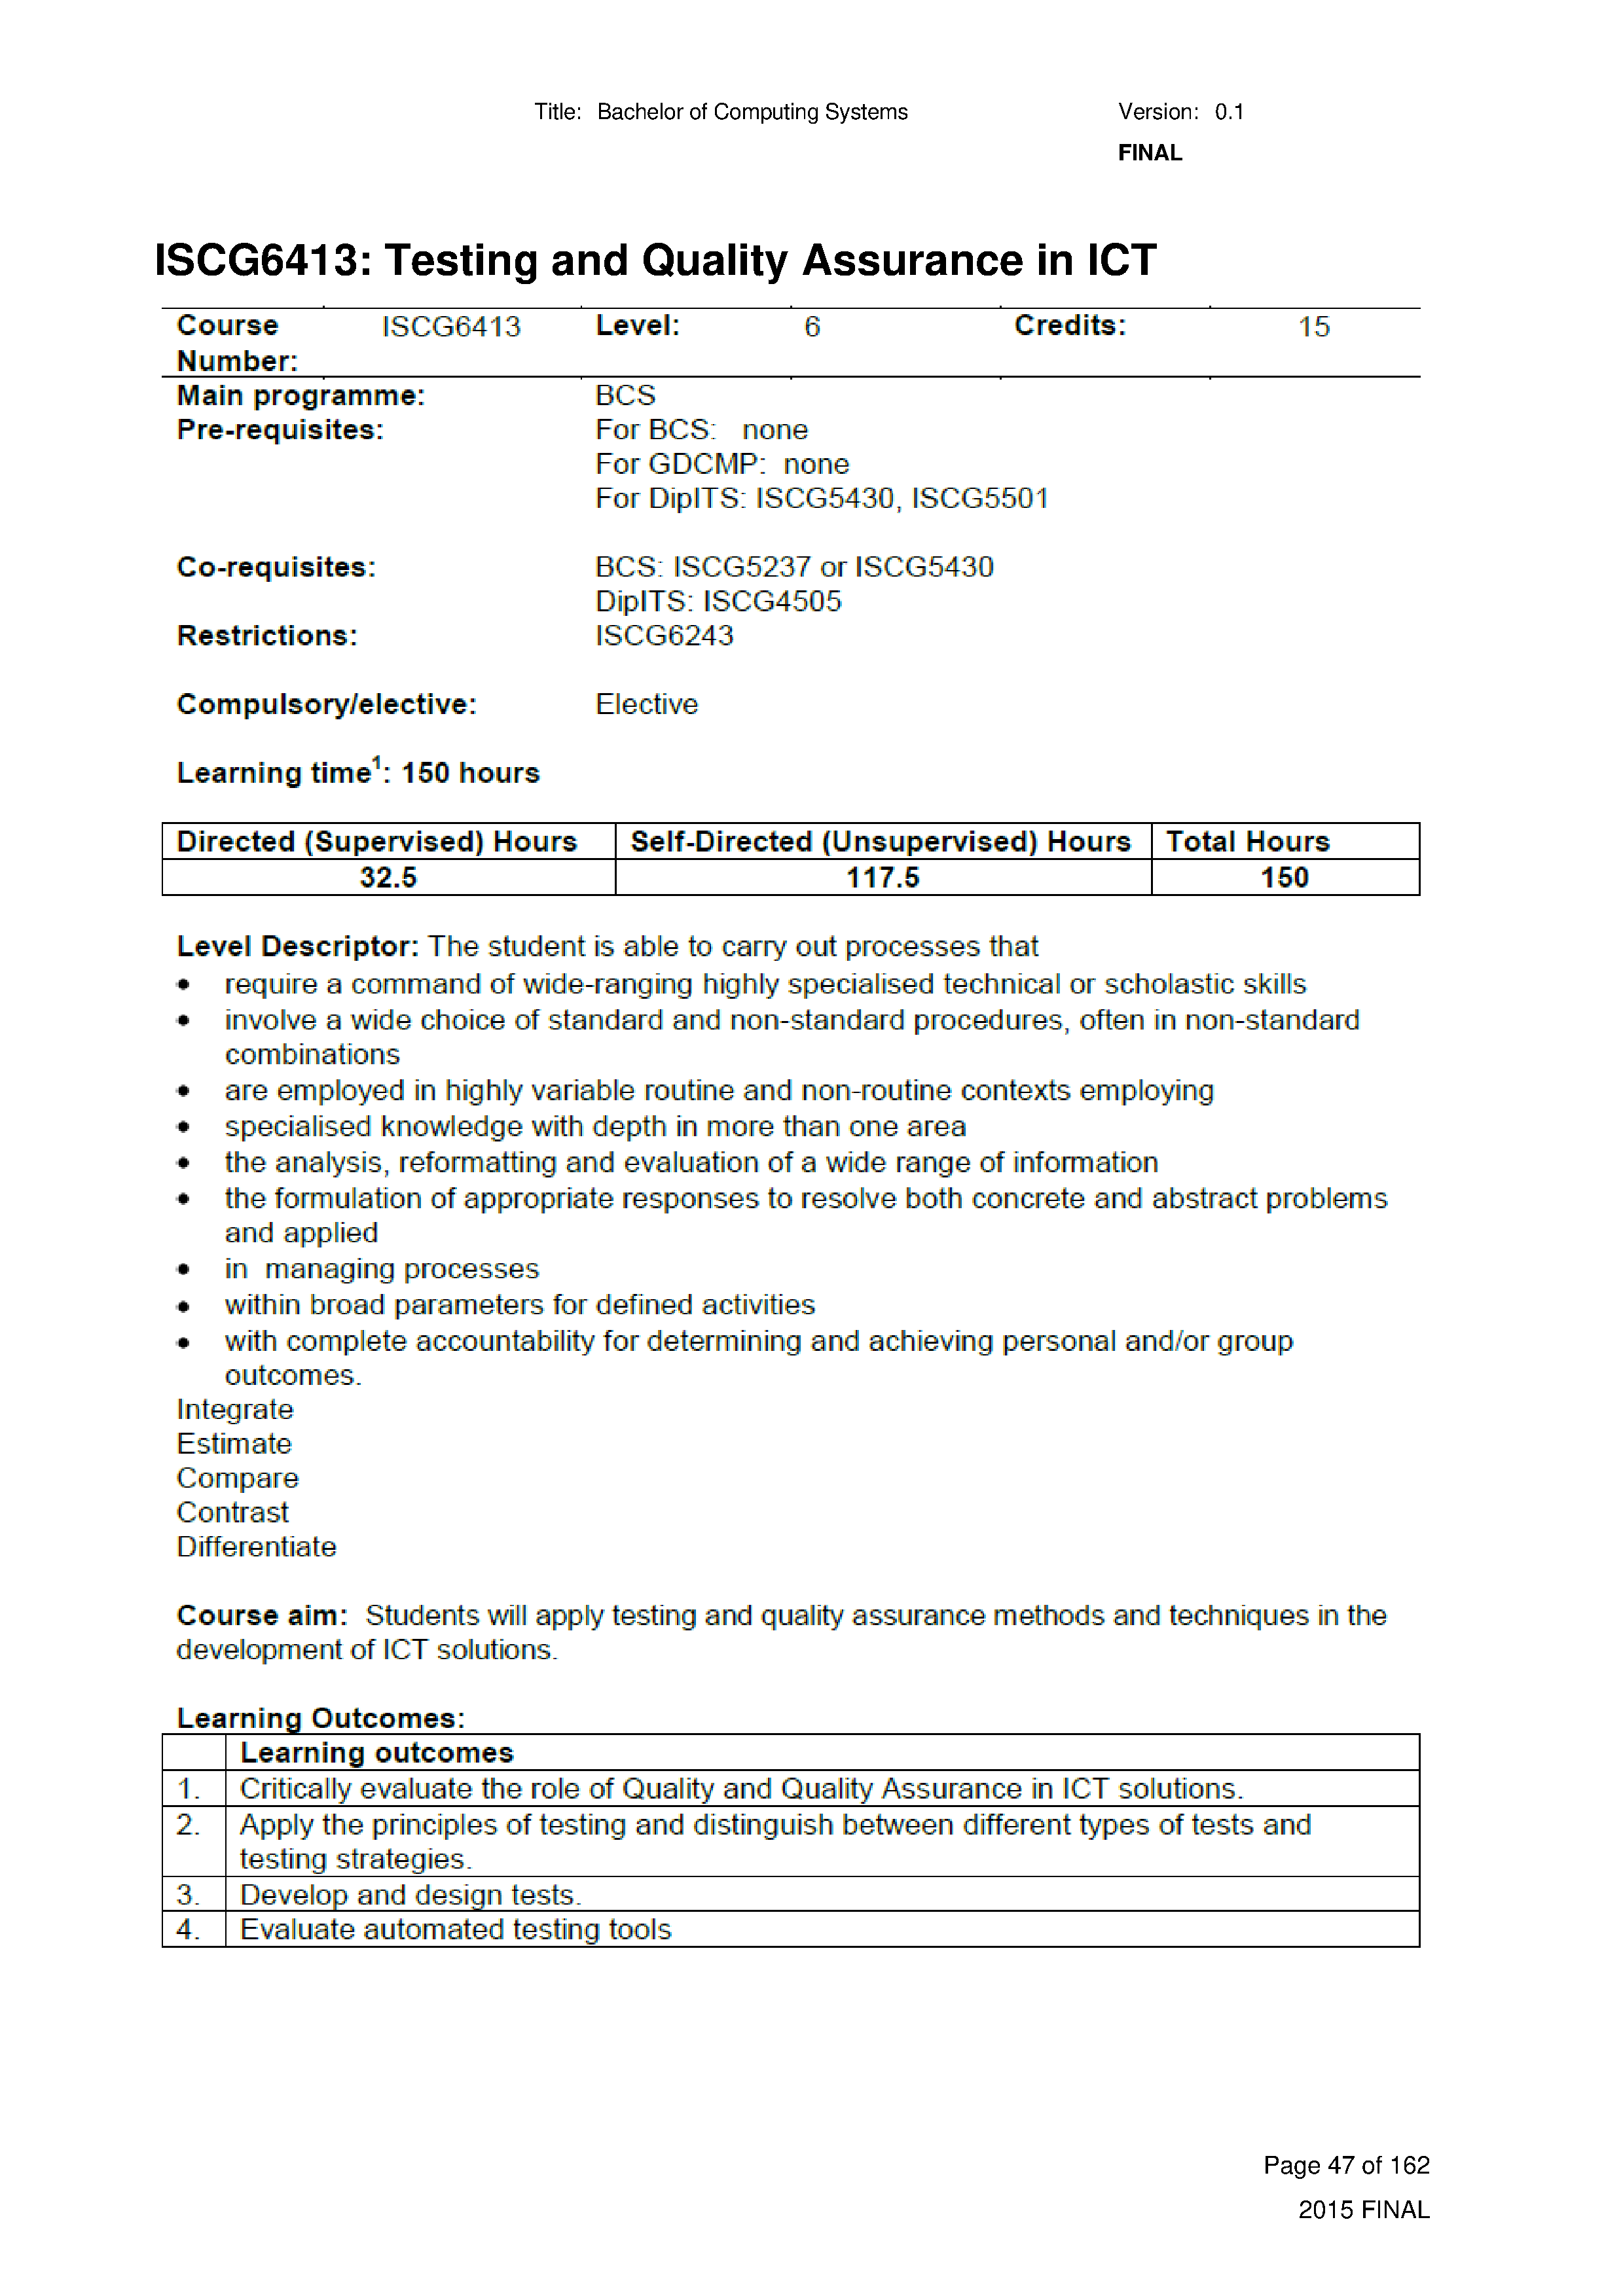 Title: Bachelor of Computing Systems Version: 0.1
FINAL
ISCG6413: Testing and Quality Assurance in ICT
Course ISCG6413 Level: 6 Credits: 15
Number:
Main programme: BCS
Pre-requisites: For BCS: none
For GDCMP: none
For DipITS: ISCG5430, ISCG5501
Co-requisites: BCS: ISCG5237 or ISCG5430
DipITS: ISCG4505
Restrictions: ISCG6243
Compulsory/elective: Elective
Learning time1: 150 hours
Directed (Supervised) Hours Self-Directed (Unsupervised) Hours Total Hours
32.5 117.5 150
Level Descriptor: The student is able to carry out processes that
• require a command of wide-ranging highly specialised technical or scholastic skills
• involve a wide choice of standard and non-standard procedures, often in non-standard
combinations
• are employed in highly variable routine and non-routine contexts employing
• specialised knowledge with depth in more than one area
• the analysis, reformatting and evaluation of a wide range of information
• the formulation of appropriate responses to resolve both concrete and abstract problems
and applied
• in managing processes
• within broad parameters for defined activities
• with complete accountability for determining and achieving personal and/or group
outcomes.
Integrate
Estimate
Compare
Contrast
Differentiate
Course aim: Students will apply testing and quality assurance methods and techniques in the
development of ICT solutions.
Learning Outcomes:
Learning outcomes
1. Critically evaluate the role of Quality and Quality Assurance in ICT solutions.
2. Apply the principles of testing and distinguish between different types of tests and
testing strategies.
3. Develop and design tests.
4. Evaluate automated testing tools
Page 47 of 162
2015 FINAL